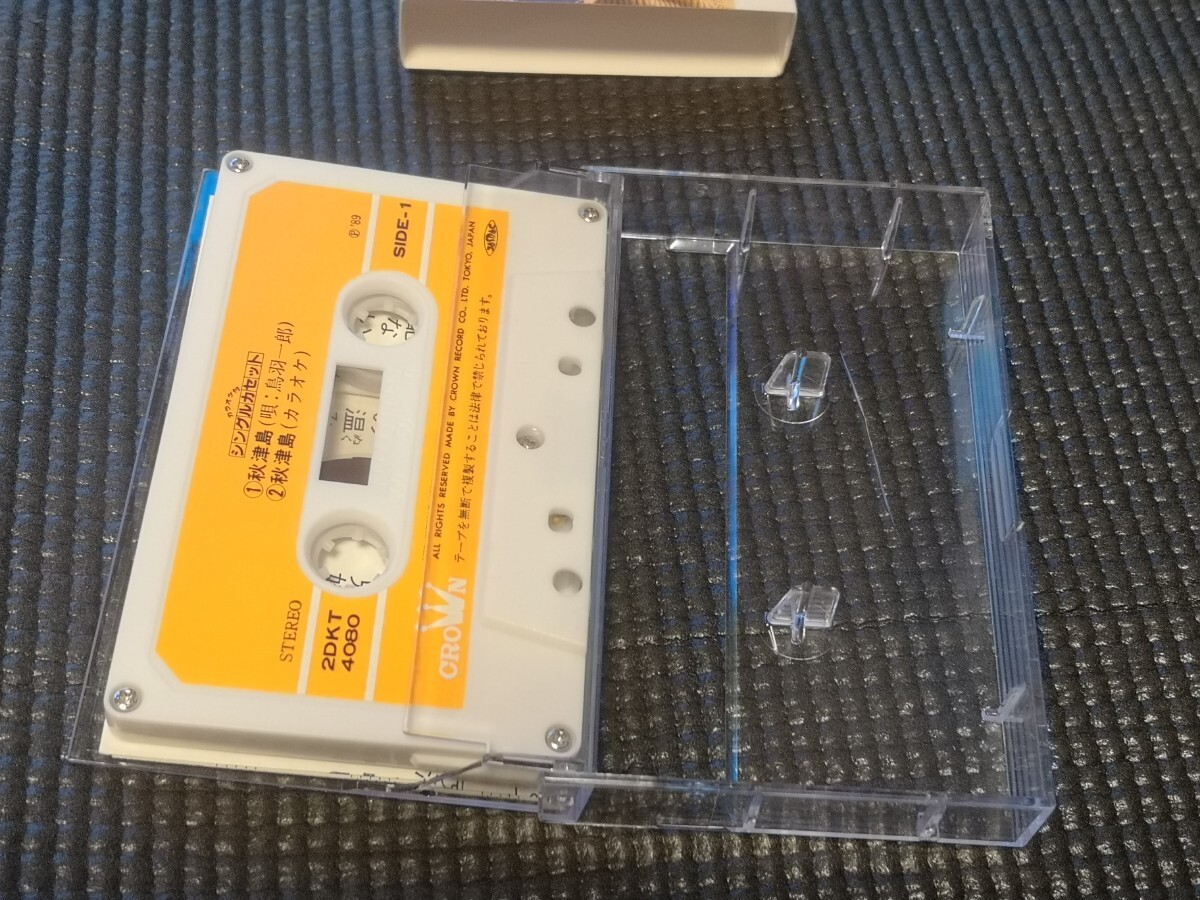 カラオケ
シングルカセット
①秋津島(唄:鳥羽一郎)
②秋津島(カラオケ)
STEREO
℗'89
2DKT
4080
SIDE-1
CROWN
ALL RIGHTS RESERVED MADE BY CROWN RECORD CO., LTD. TOKYO, JAPAN
テープを無断で複製することは法律で禁じられております。